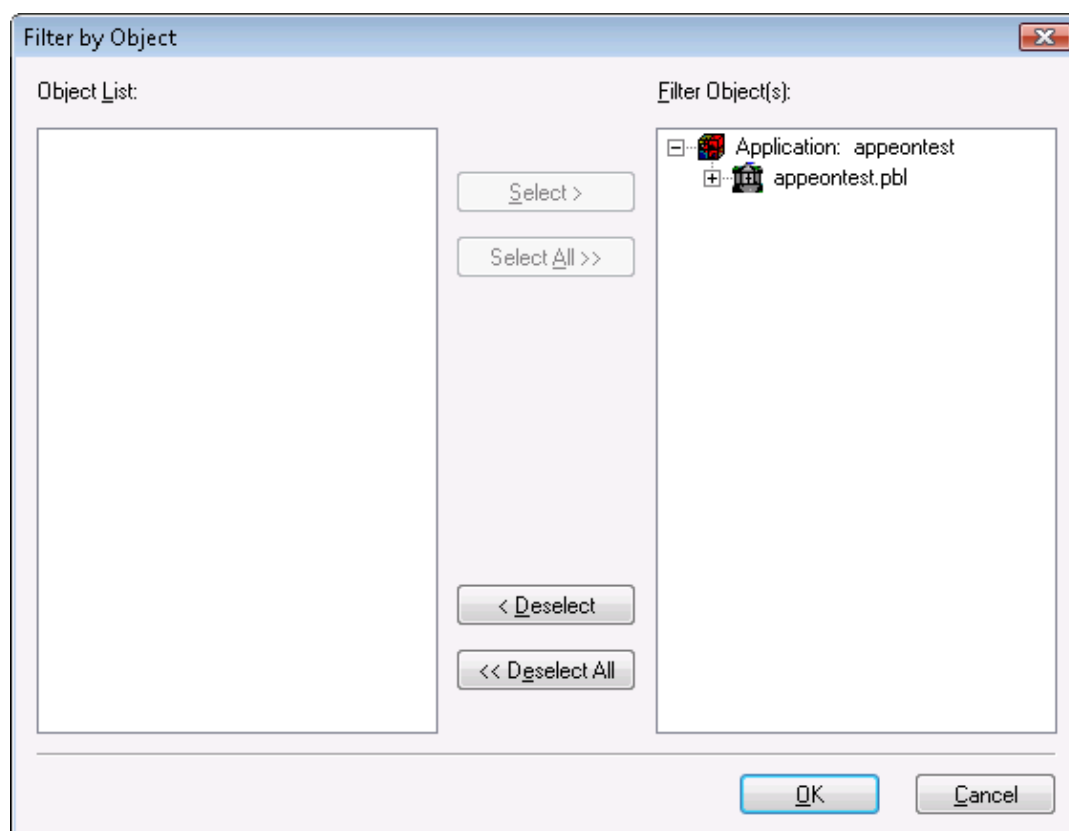 Filter by Object
Object List:
Filter Object(s):
Application: appeontest
appeontest.pbl
Select >
Select All >>
< Deselect
<< Deselect All
OK
Cancel